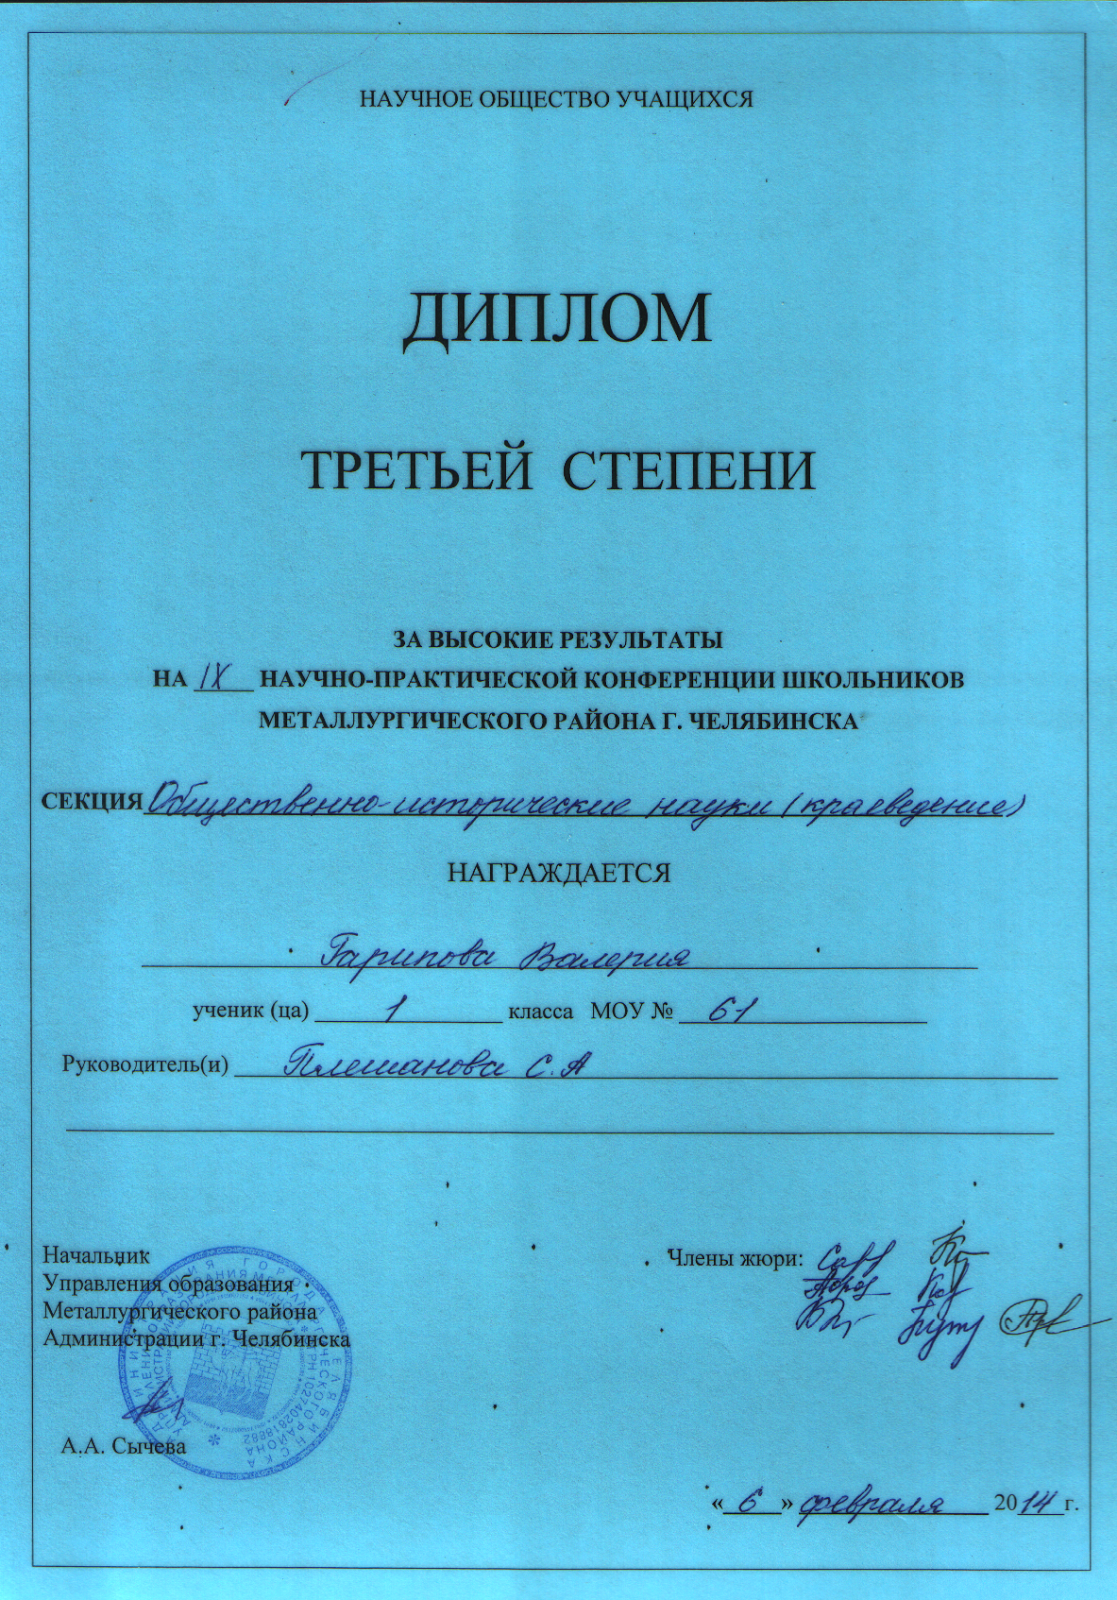 НАУЧНОЕ ОБЩЕСТВО УЧАЩИХСЯ
ДИПЛОМ
ТРЕТЬЕЙ СТЕПЕНИ
ЗА ВЫСОКИЕ РЕЗУЛЬТАТЫ
НА IX НАУЧНО-ПРАКТИЧЕСКОЙ КОНФЕРЕНЦИИ ШКОЛЬНИКОВ
МЕТАЛЛУРГИЧЕСКОГО РАЙОНА Г. ЧЕЛЯБИНСКА
СЕКЦИЯ Общественно-исторические науки (краеведение)
НАГРАЖДАЕТСЯ
Гарипова Валерия
ученик (ца) 1 класса МОУ № 61
Руководитель(и) Плешанова С.А
Начальник
Управления образования
Металлургического района
Администрации г. Челябинска
А.А. Сычева
Члены жюри:
« 6 » февраля 2014 г.